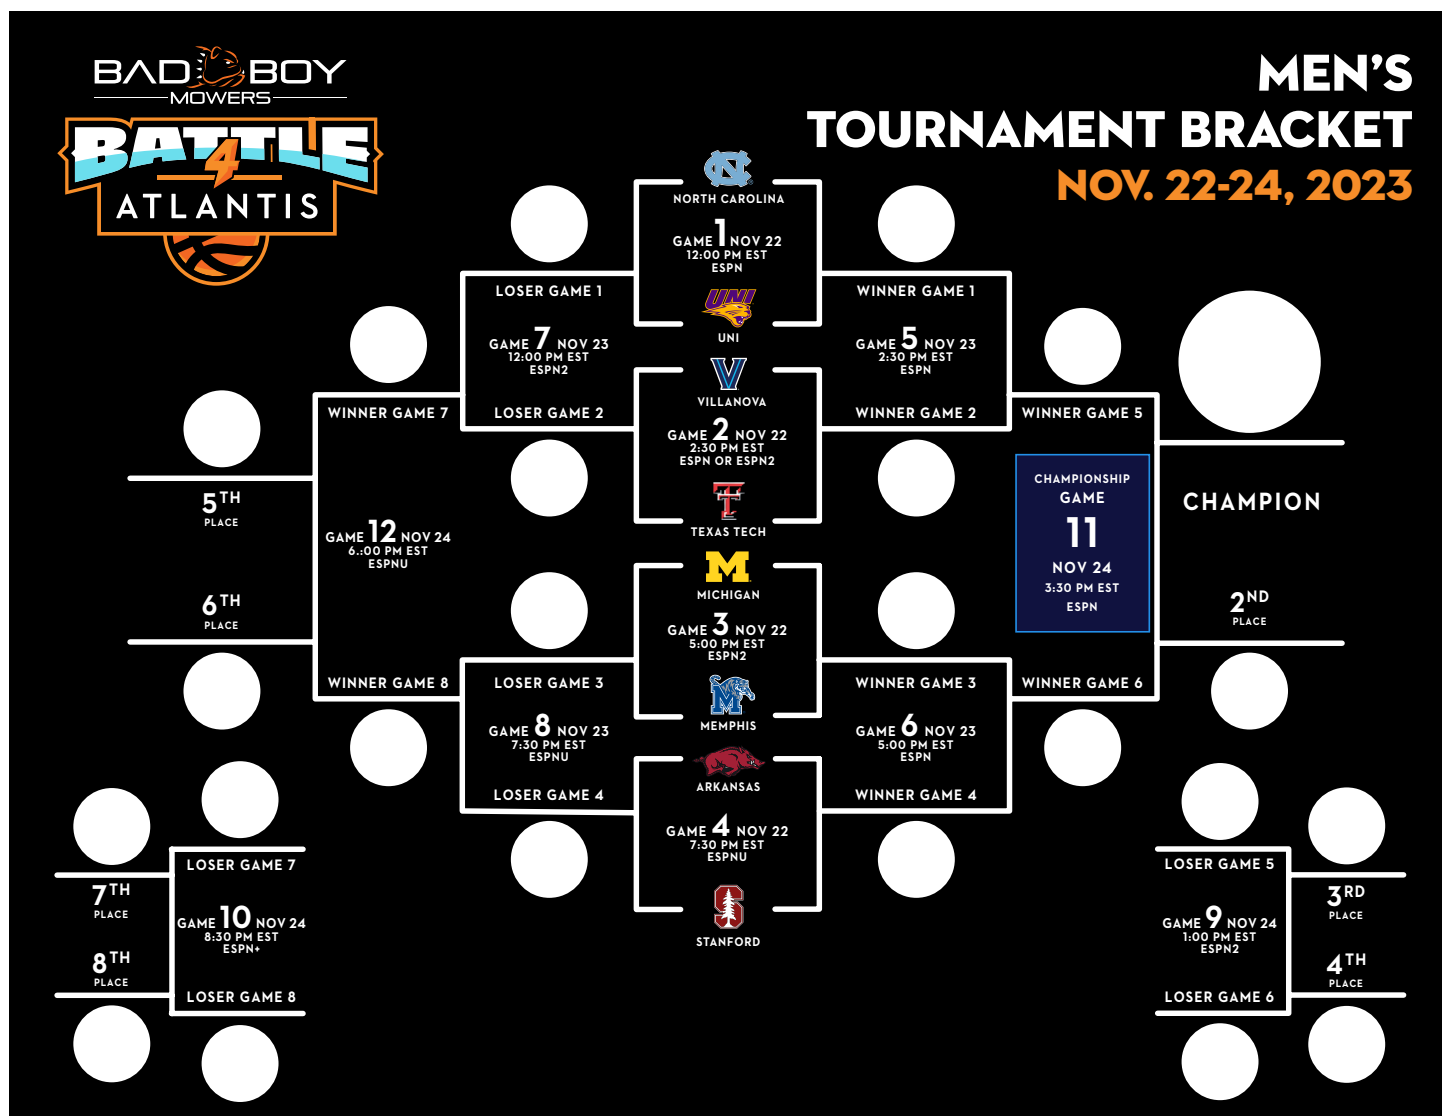 BAD BOY
MOWERS
BATTLE
4
ATLANTIS
MEN'S
TOURNAMENT BRACKET
NOV. 22-24, 2023
NC
NORTH CAROLINA
GAME 1 NOV 22
12:00 PM EST
ESPN
UNI
UNI
V
VILLANOVA
GAME 2 NOV 22
2:30 PM EST
ESPN OR ESPN2
T
TEXAS TECH
M
MICHIGAN
GAME 3 NOV 22
5:00 PM EST
ESPN2
M
MEMPHIS
ARKANSAS
GAME 4 NOV 22
7:30 PM EST
ESPNU
S
STANFORD
LOSER GAME 1
GAME 7 NOV 23
12:00 PM EST
ESPN2
LOSER GAME 2
WINNER GAME 1
GAME 5 NOV 23
2:30 PM EST
ESPN
WINNER GAME 2
LOSER GAME 3
GAME 8 NOV 23
7:30 PM EST
ESPNU
LOSER GAME 4
WINNER GAME 3
GAME 6 NOV 23
5:00 PM EST
ESPN
WINNER GAME 4
WINNER GAME 7
GAME 12 NOV 24
6.:00 PM EST
ESPNU
WINNER GAME 8
5TH
PLACE
6TH
PLACE
WINNER GAME 5
CHAMPIONSHIP
GAME
11
NOV 24
3:30 PM EST
ESPN
WINNER GAME 6
CHAMPION
2ND
PLACE
LOSER GAME 7
GAME 10 NOV 24
8:30 PM EST
ESPN+
LOSER GAME 8
7TH
PLACE
8TH
PLACE
LOSER GAME 5
GAME 9 NOV 24
1:00 PM EST
ESPN2
LOSER GAME 6
3RD
PLACE
4TH
PLACE